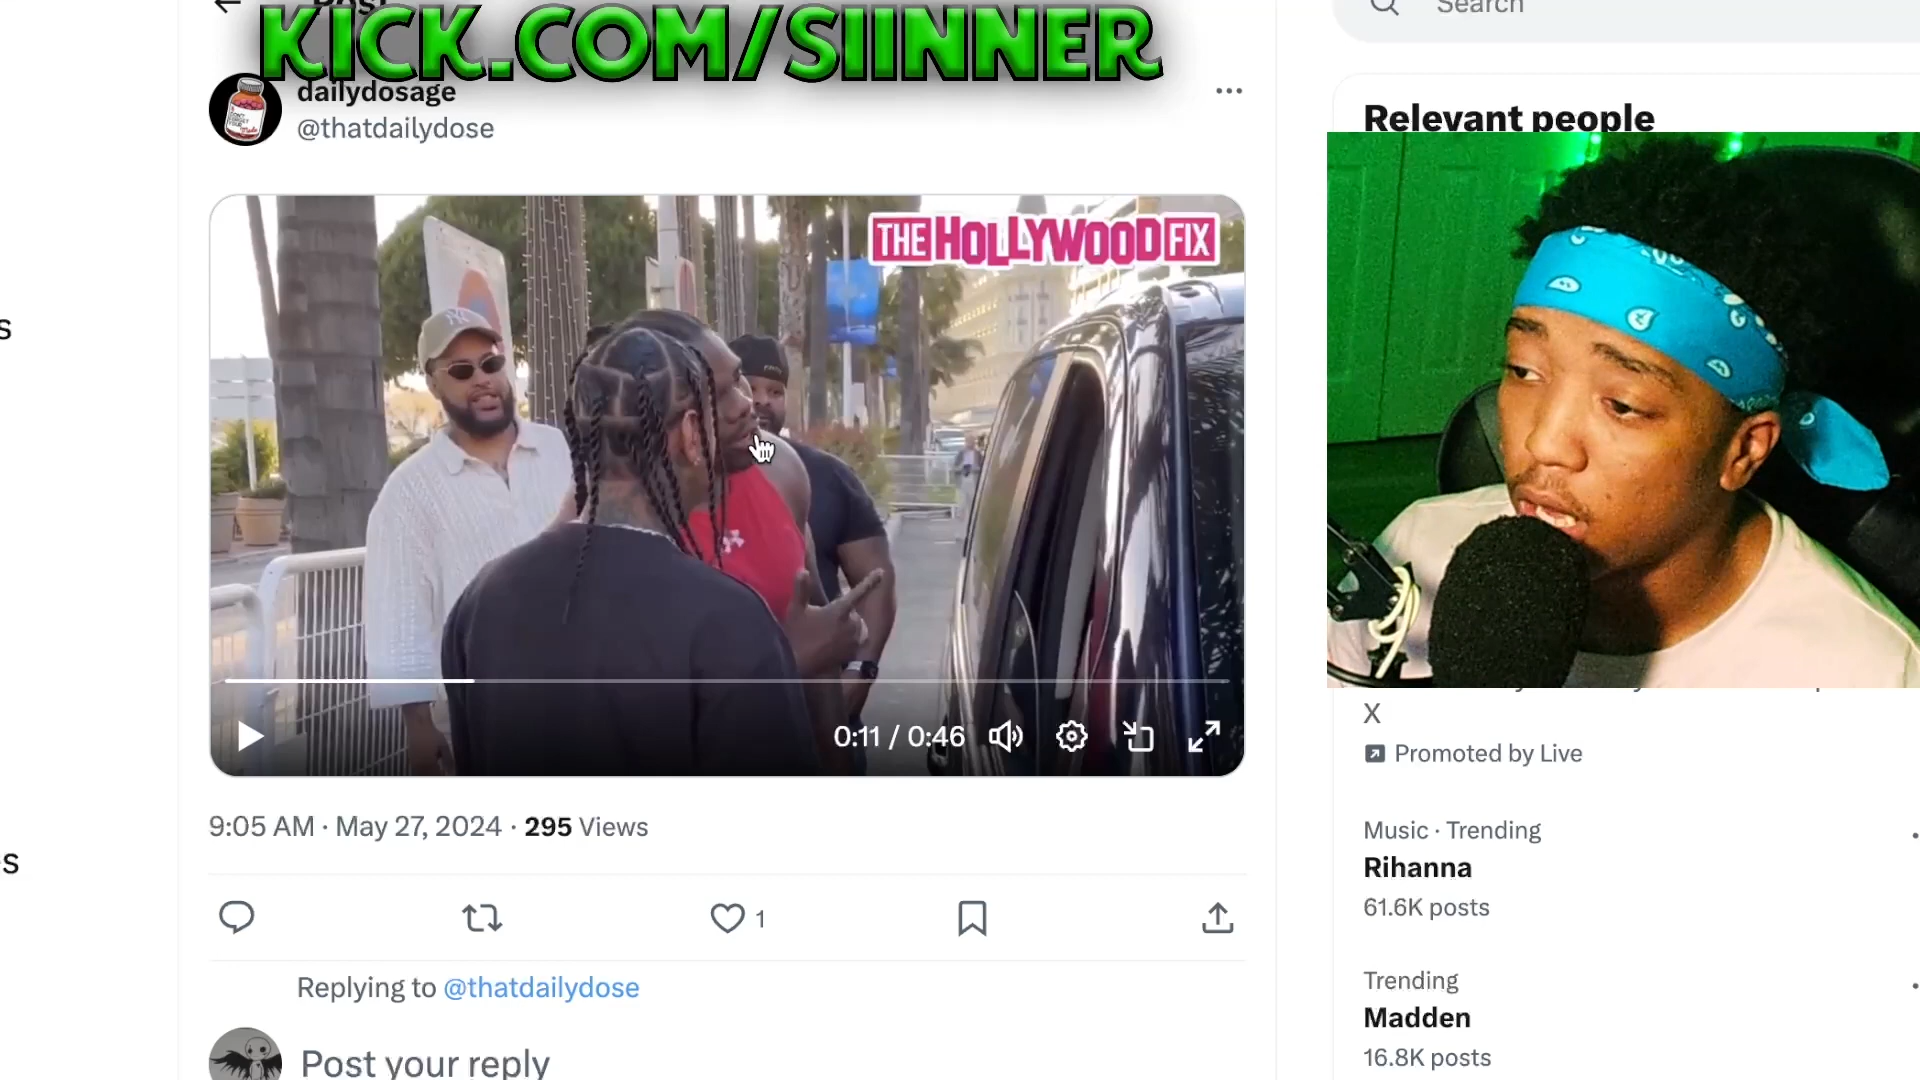 Post
KICK.COM/SIINNER
Search
dailydosage
@thatdailydose
THE HOLLYWOOD FIX
Relevant people
s
0:11 / 0:46
X
Promoted by Live
9:05 AM · May 27, 2024 · 295 Views
Music · Trending
Rihanna
61.6K posts
s
1
Replying to @thatdailydose
Trending
Madden
16.8K posts
Post your reply